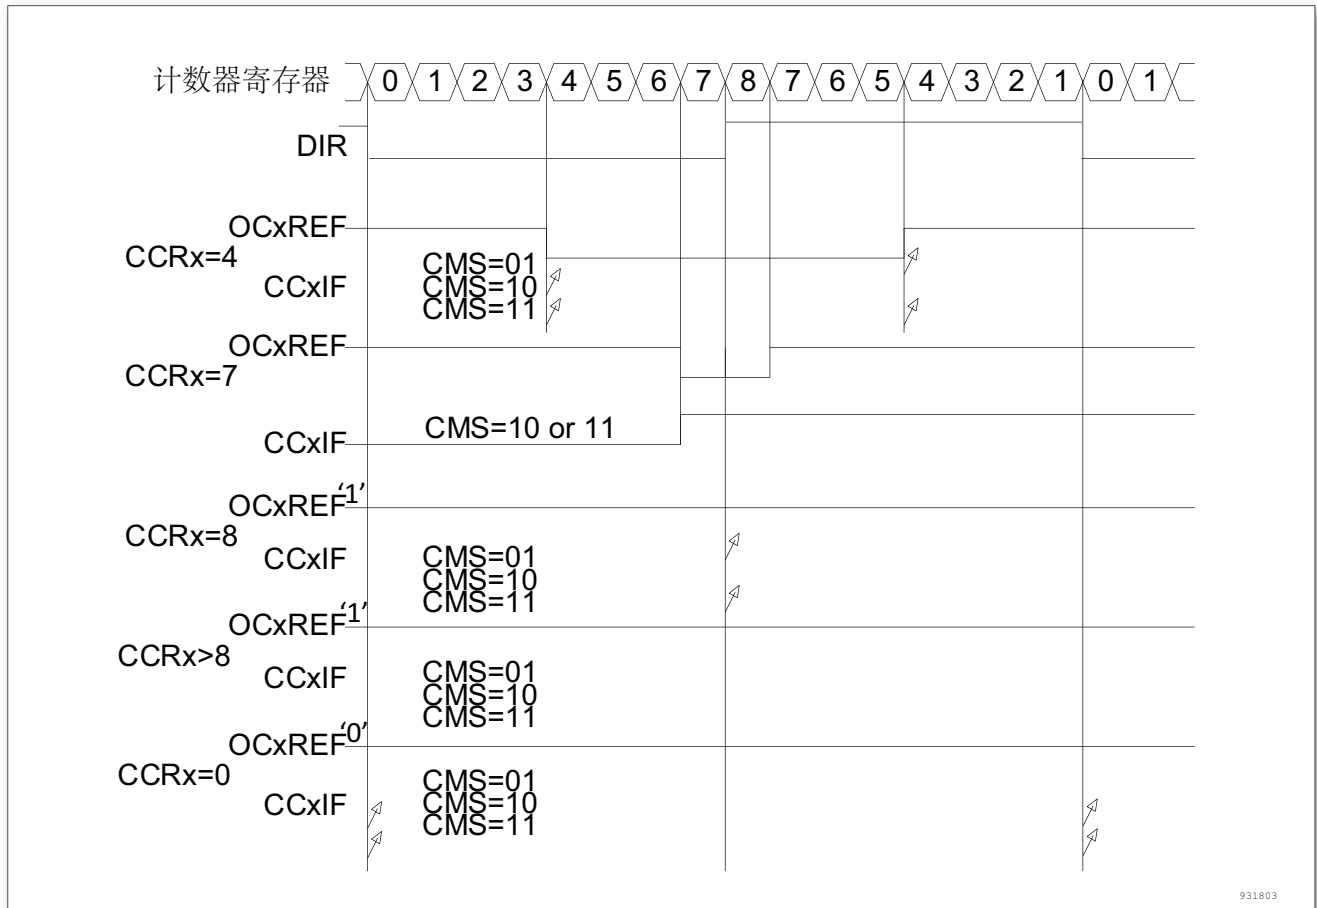 计数器寄存器 0 1 2 3 4 5 6 7 8 7 6 5 4 3 2 1 0 1
DIR
OCxREF
CCRx=4
CCxIF
CMS=01
CMS=10
CMS=11
OCxREF
CCRx=7
CCxIF
CMS=10 or 11
OCxREF '1'
CCRx=8
CCxIF
CMS=01
CMS=10
CMS=11
OCxREF '1'
CCRx>8
CCxIF
CMS=01
CMS=10
CMS=11
OCxREF '0'
CCRx=0
CCxIF
CMS=01
CMS=10
CMS=11
931803